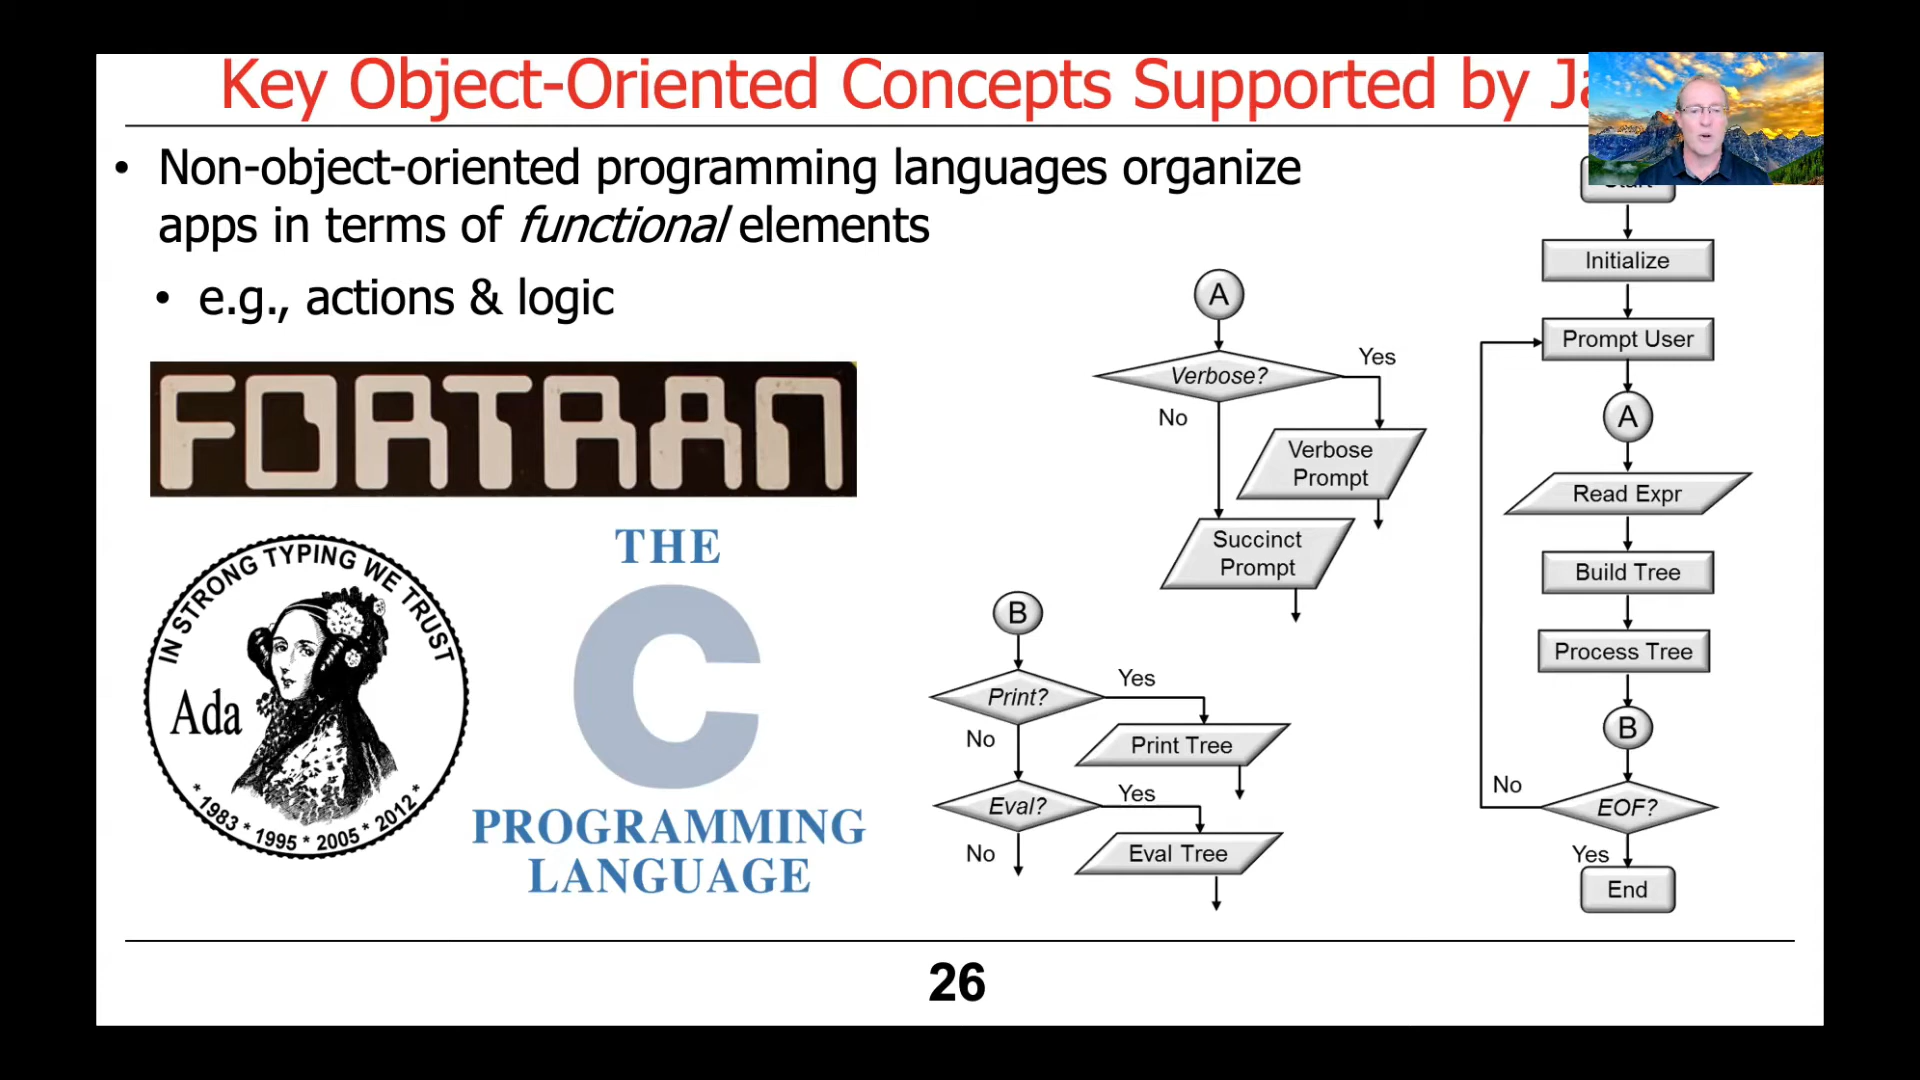 Key Object-Oriented Concepts Supported by
Non-object-oriented programming languages organize
apps in terms of functional elements
e.g., actions & logic
FORTRAN
IN STRONG TYPING WE TRUST
Ada
* 1983 * 1995 * 2005 * 2012 *
THE
C
PROGRAMMING
LANGUAGE
A
Verbose?
Yes
No
Verbose
Prompt
Succinct
Prompt
B
Print?
Yes
No
Print Tree
Eval?
Yes
No
Eval Tree
Initialize
Prompt User
A
Read Expr
Build Tree
Process Tree
B
EOF?
No
Yes
End
26